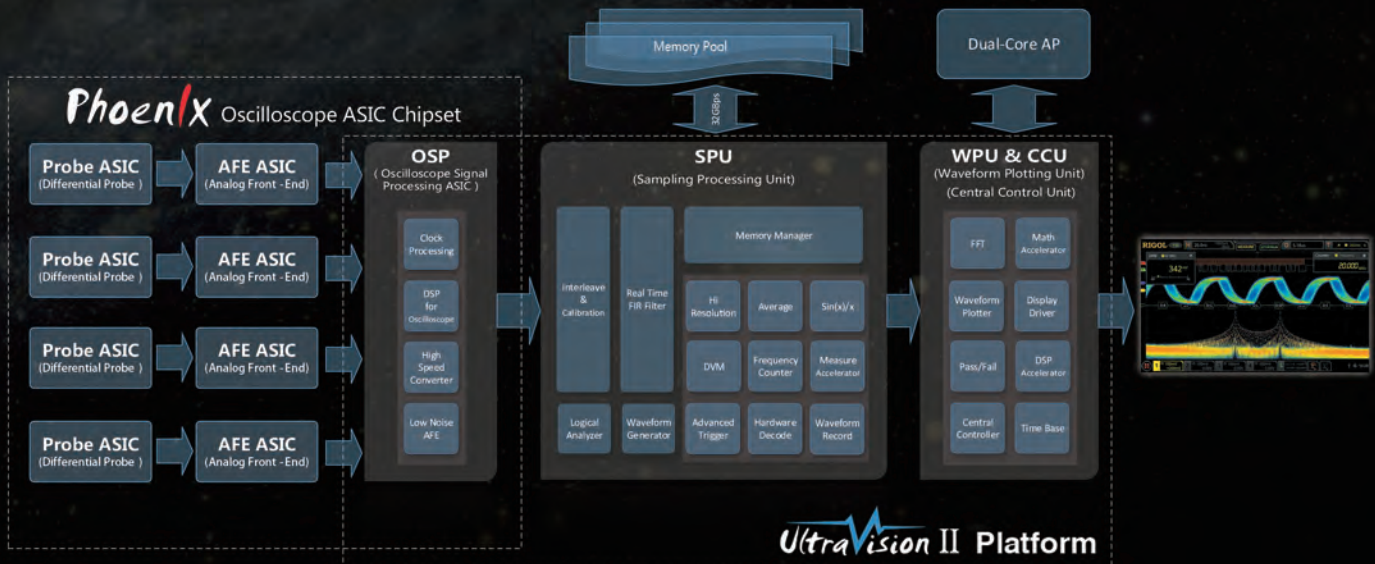 Memory Pool
Dual-Core AP
32GBps
Phoenix Oscilloscope ASIC Chipset
Probe ASIC
(Differential Probe )
AFE ASIC
(Analog Front -End)
Probe ASIC
(Differential Probe )
AFE ASIC
(Analog Front -End)
Probe ASIC
(Differential Probe )
AFE ASIC
(Analog Front -End)
Probe ASIC
(Differential Probe )
AFE ASIC
(Analog Front -End)
OSP
( Oscilloscope Signal
Processing ASIC )
Clock
Processing
DSP
for
Oscilloscope
High
Speed
Converter
Low Noise
AFE
SPU
(Sampling Processing Unit)
Interleave
&
Calibration
Real Time
FIR Filter
Memory Manager
Hi
Resolution
Average
Sin(x)/x
DVM
Frequency
Counter
Measure
Accelerator
Logical
Analyzer
Waveform
Generator
Advanced
Trigger
Hardware
Decode
Waveform
Record
WPU & CCU
(Waveform Plotting Unit)
(Central Control Unit)
FFT
Math
Accelerator
Waveform
Plotter
Display
Driver
Pass/Fail
DSP
Accelerator
Central
Controller
Time Base
RIGOL
342
20.000
UltraVision II Platform